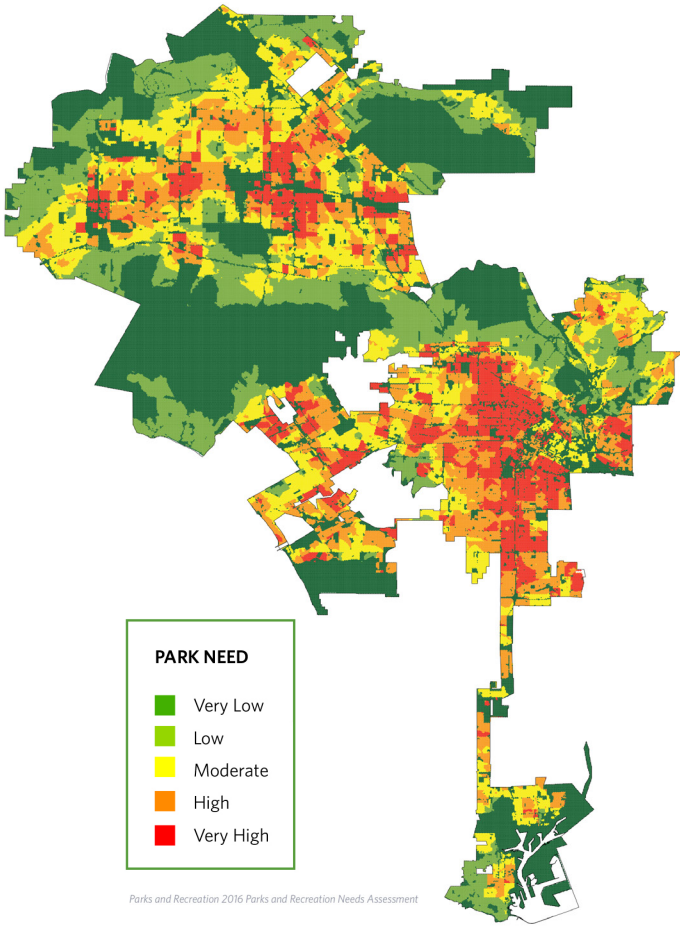 PARK NEED
Very Low
Low
Moderate
High
Very High
Parks and Recreation 2016 Parks and Recreation Needs Assessment